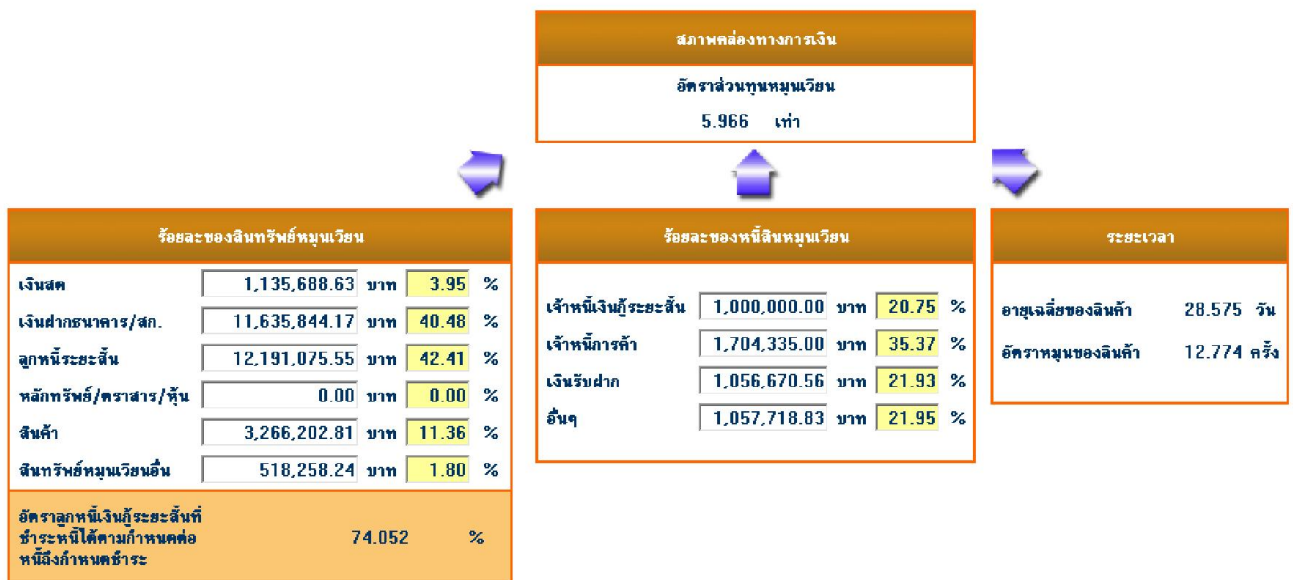 สภาพคล่องทางการเงิน
อัตราส่วนทุนหมุนเวียน
5.966 เท่า
ร้อยละของสินทรัพย์หมุนเวียน
เงินสด 1,135,688.63 บาท 3.95 %
เงินฝากธนาคาร/สก. 11,635,844.17 บาท 40.48 %
ลูกหนี้ระยะสั้น 12,191,075.55 บาท 42.41 %
หลักทรัพย์/ตราสาร/หุ้น 0.00 บาท 0.00 %
สินค้า 3,266,202.81 บาท 11.36 %
สินทรัพย์หมุนเวียนอื่น 518,258.24 บาท 1.80 %
อัตราลูกหนี้เงินกู้ระยะสั้นที่
ชำระหนี้ได้ตามกำหนดต่อ 74.052 %
หนี้ถึงกำหนดชำระ
ร้อยละของหนี้สินหมุนเวียน
เจ้าหนี้เงินกู้ระยะสั้น 1,000,000.00 บาท 20.75 %
เจ้าหนี้การค้า 1,704,335.00 บาท 35.37 %
เงินรับฝาก 1,056,670.56 บาท 21.93 %
อื่นๆ 1,057,718.83 บาท 21.95 %
ระยะเวลา
อายุเฉลี่ยของสินค้า 28.575 วัน
อัตราหมุนของสินค้า 12.774 ครั้ง